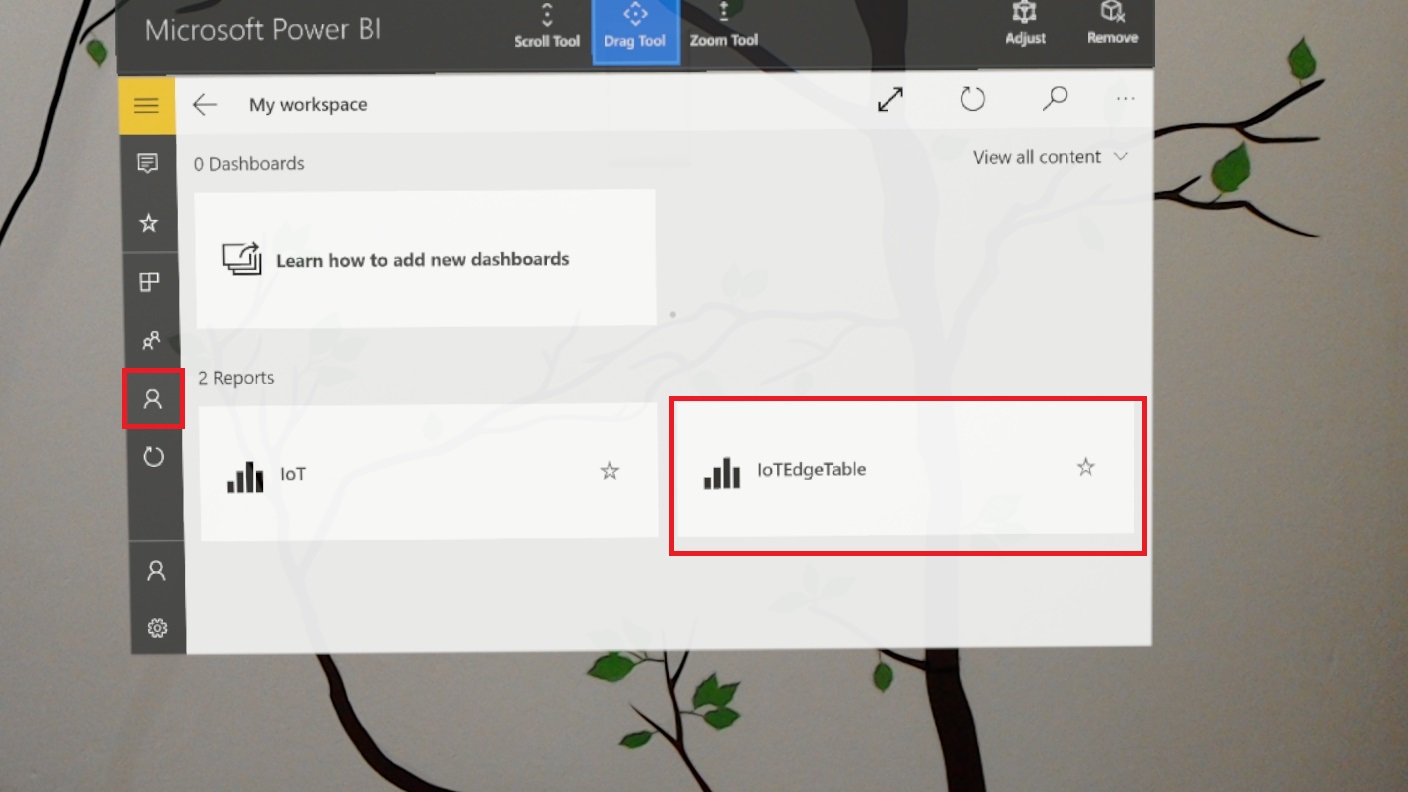 Microsoft Power BI
Scroll Tool
Drag Tool
Zoom Tool
Adjust
Remove
My workspace
0 Dashboards
View all content
Learn how to add new dashboards
2 Reports
IoT
IoTEdgeTable